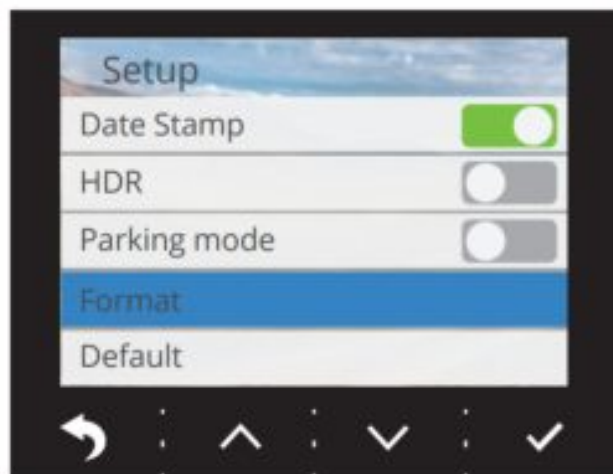 Setup
Date Stamp
HDR
Parking mode
Format
Default